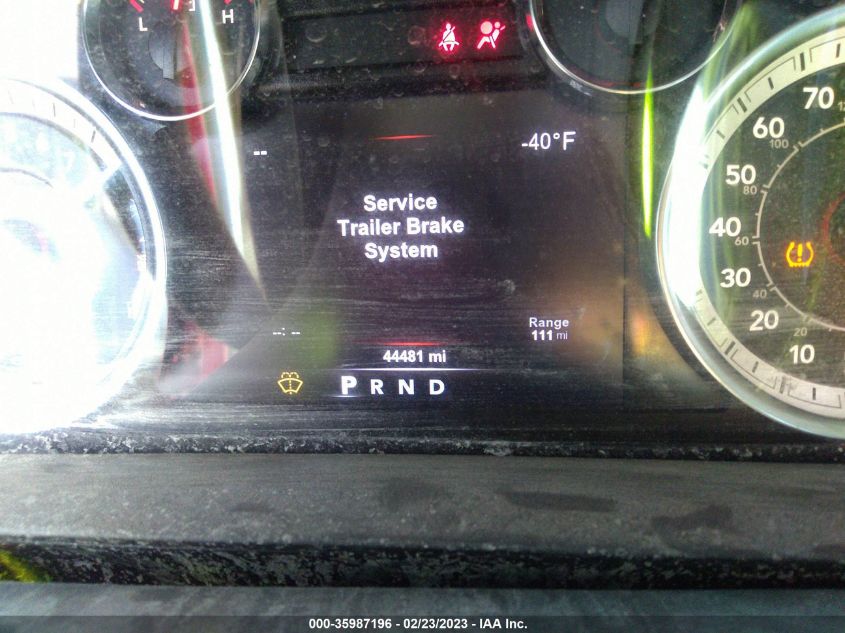 L
H
-40°F
--
Service
Trailer Brake
System
--:--
Range
111 mi
44481 mi
P R N D
70
60
100
50
80
40
60
30
40
20
20
10
000-35987196 - 02/23/2023 - IAA Inc.